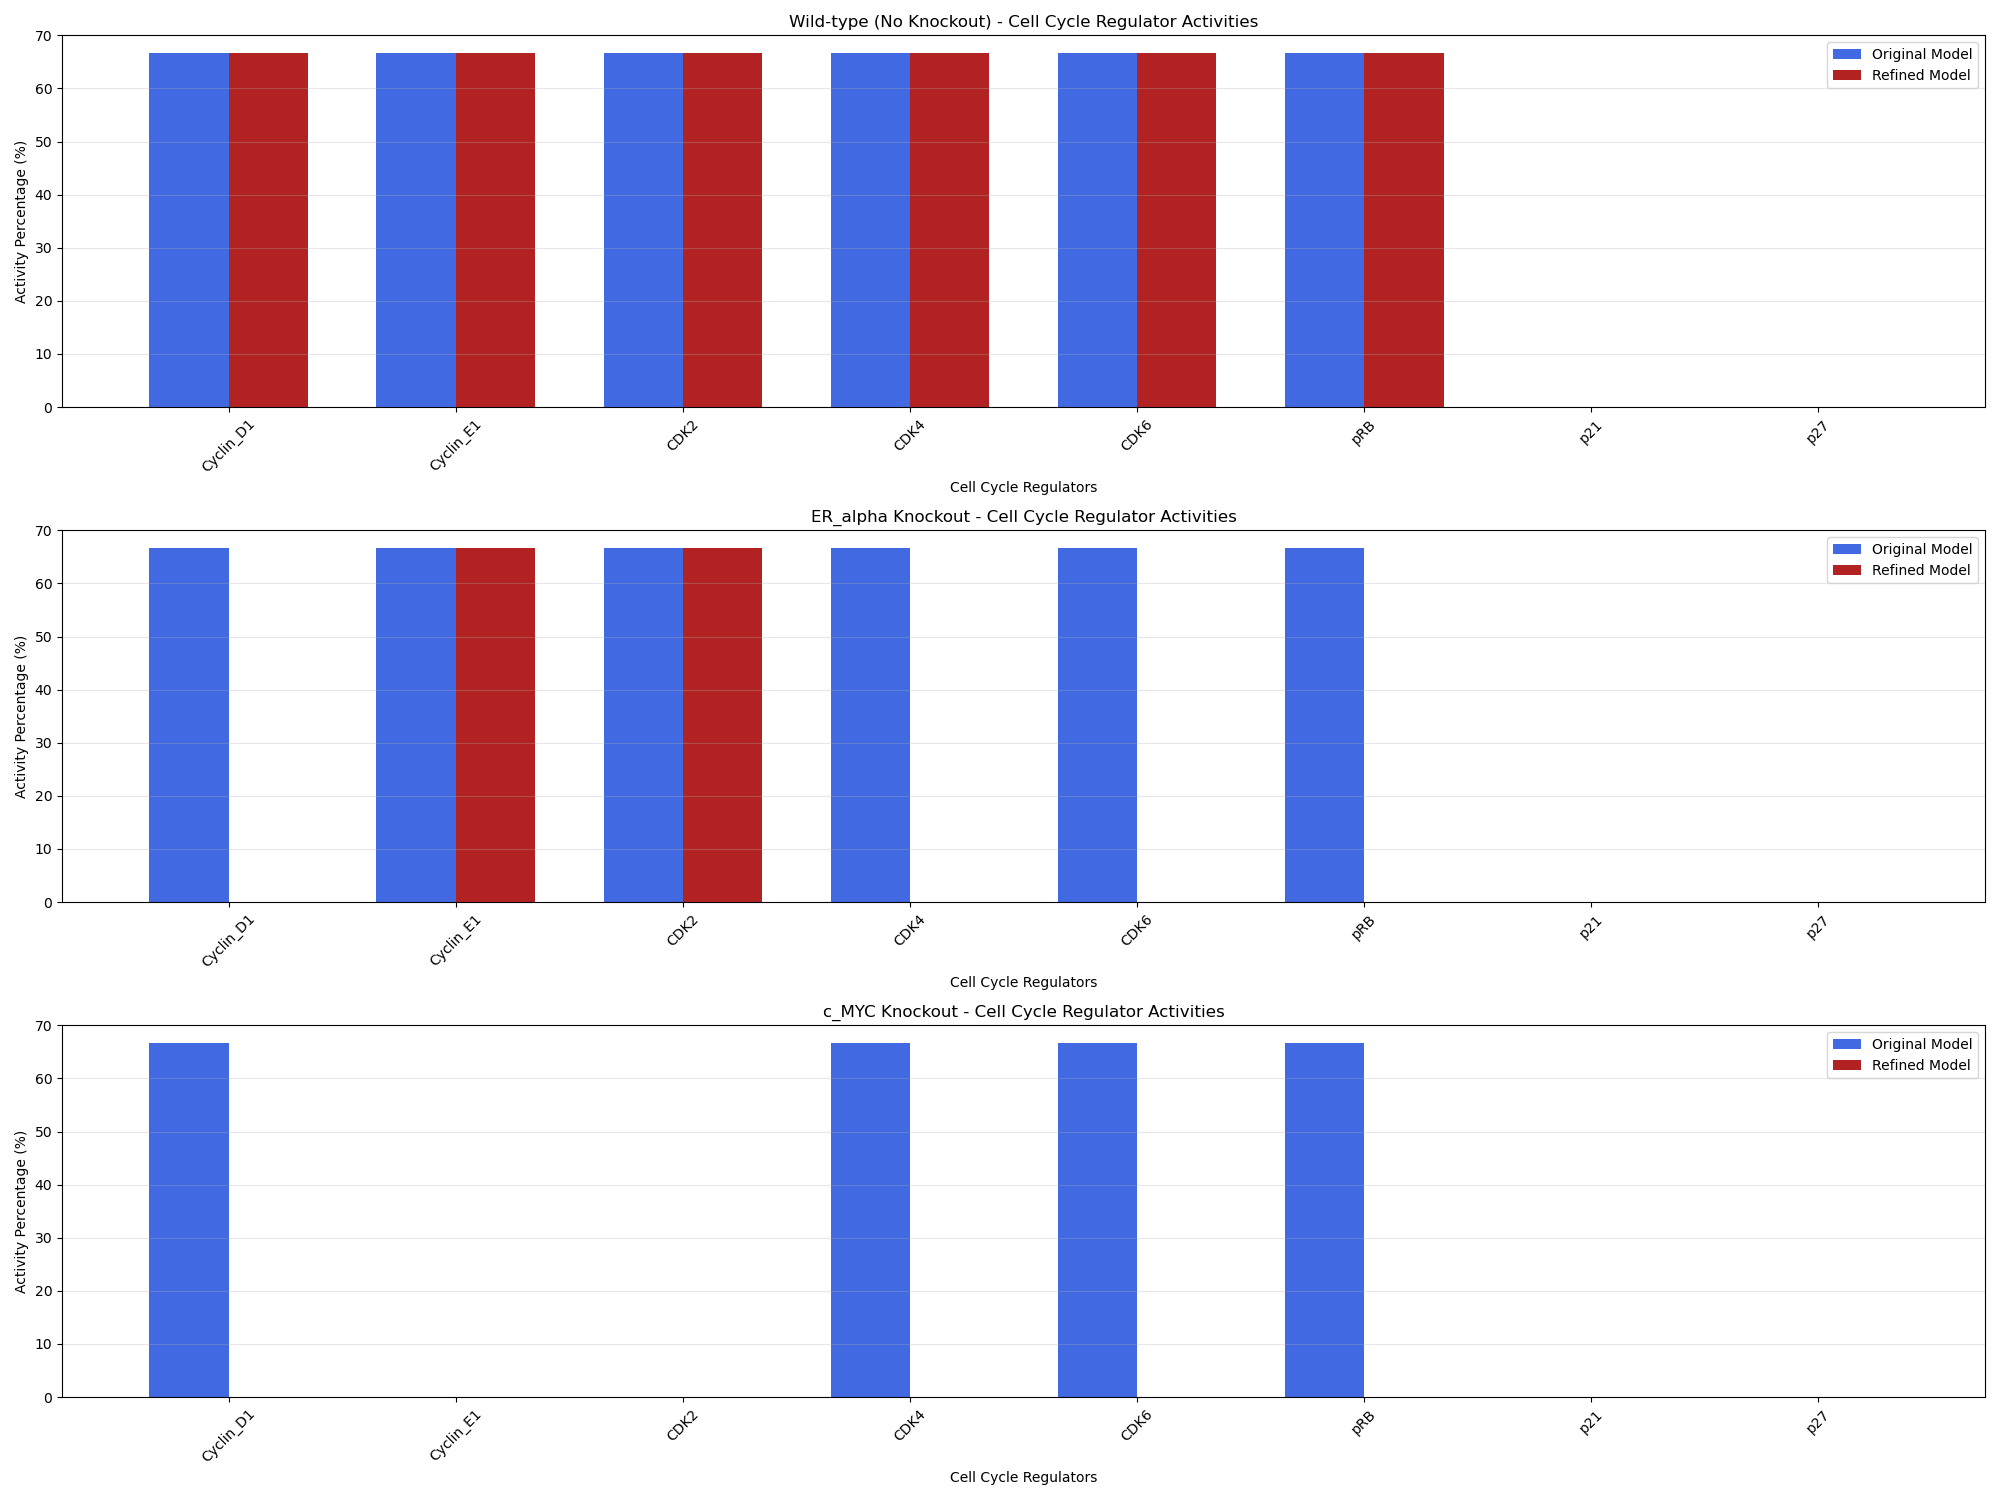 Wild-type (No Knockout) - Cell Cycle Regulator Activities
Activity Percentage (%)
70
60
50
40
30
20
10
0
Original Model
Refined Model
Cyclin_D1
Cyclin_E1
CDK2
CDK4
CDK6
pRB
p21
p27
Cell Cycle Regulators
ER_alpha Knockout - Cell Cycle Regulator Activities
Activity Percentage (%)
70
60
50
40
30
20
10
0
Original Model
Refined Model
Cyclin_D1
Cyclin_E1
CDK2
CDK4
CDK6
pRB
p21
p27
Cell Cycle Regulators
c_MYC Knockout - Cell Cycle Regulator Activities
Activity Percentage (%)
70
60
50
40
30
20
10
0
Original Model
Refined Model
Cyclin_D1
Cyclin_E1
CDK2
CDK4
CDK6
pRB
p21
p27
Cell Cycle Regulators